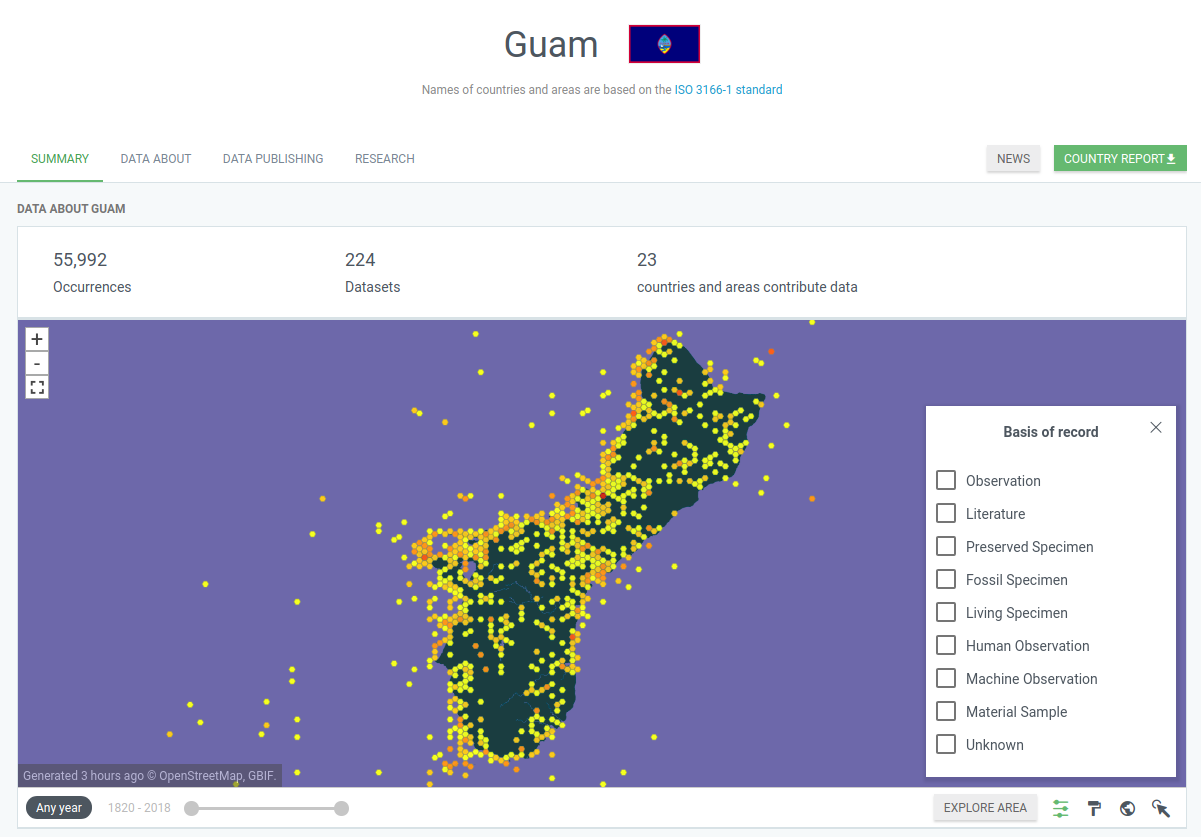 Guam
Names of countries and areas are based on the ISO 3166-1 standard
SUMMARY DATA ABOUT DATA PUBLISHING RESEARCH NEWS COUNTRY REPORT
DATA ABOUT GUAM
55,992 224 23
Occurrences Datasets countries and areas contribute data
+
-
Basis of record
Observation
Literature
Preserved Specimen
Fossil Specimen
Living Specimen
Human Observation
Machine Observation
Material Sample
Unknown
Generated 3 hours ago © OpenStreetMap, GBIF.
Any year 1820 - 2018 EXPLORE AREA